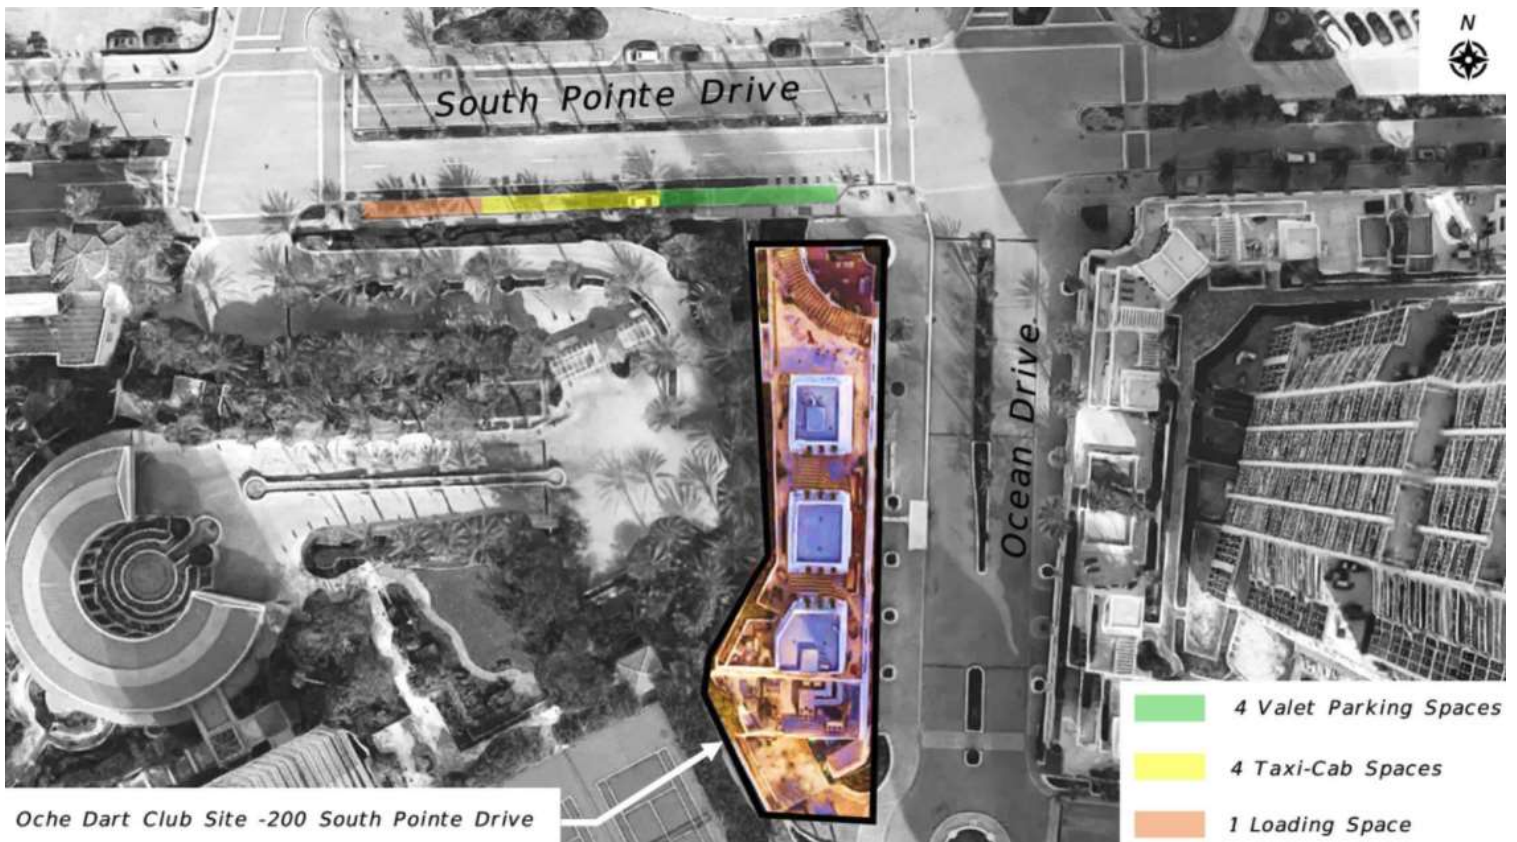 N
South Pointe Drive
Ocean Drive
4 Valet Parking Spaces
4 Taxi-Cab Spaces
1 Loading Space
Oche Dart Club Site -200 South Pointe Drive